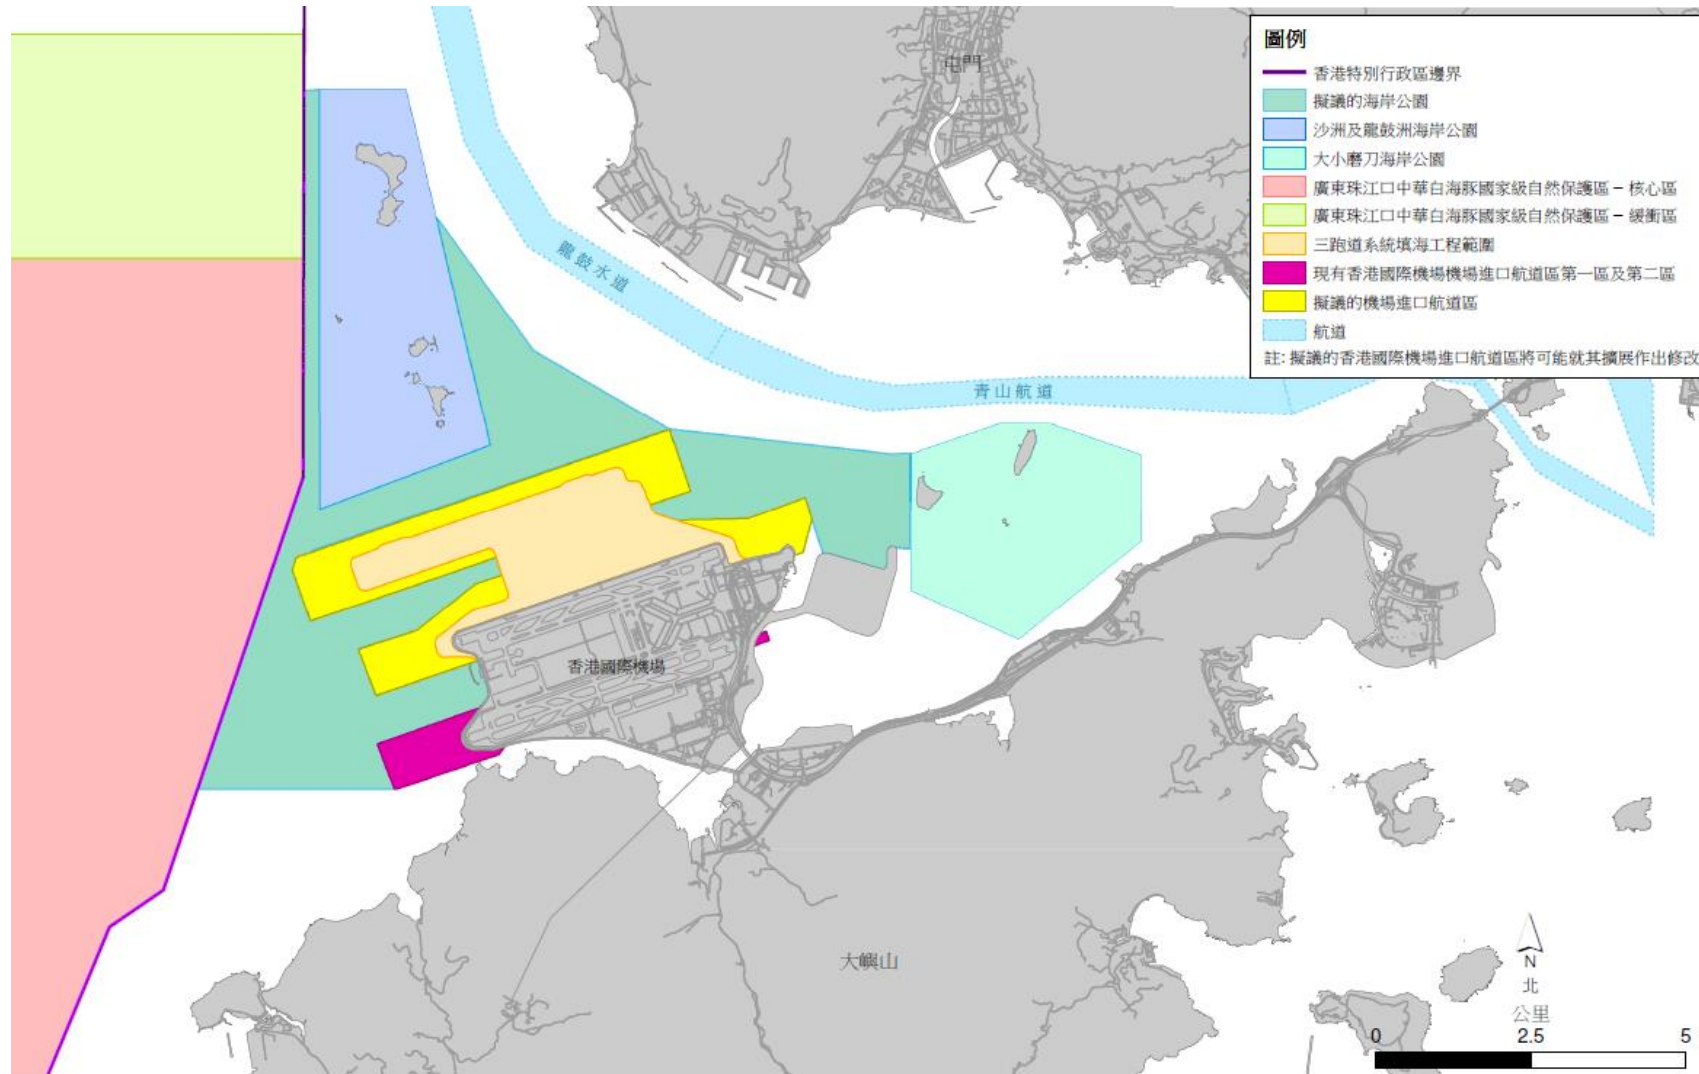 圖例
香港特別行政區邊界
擬議的海岸公園
沙洲及龍鼓洲海岸公園
大小磨刀海岸公園
廣東珠江口中華白海豚國家級自然保護區 – 核心區
廣東珠江口中華白海豚國家級自然保護區 – 緩衝區
三跑道系統填海工程範圍
現有香港國際機場機場進口航道區第一區及第二區
擬議的機場進口航道區
航道
註: 擬議的香港國際機場進口航道區將可能就其擴展作出修改
屯門
龍鼓水道
青山航道
香港國際機場
大嶼山
N
北
公里
0 2.5 5